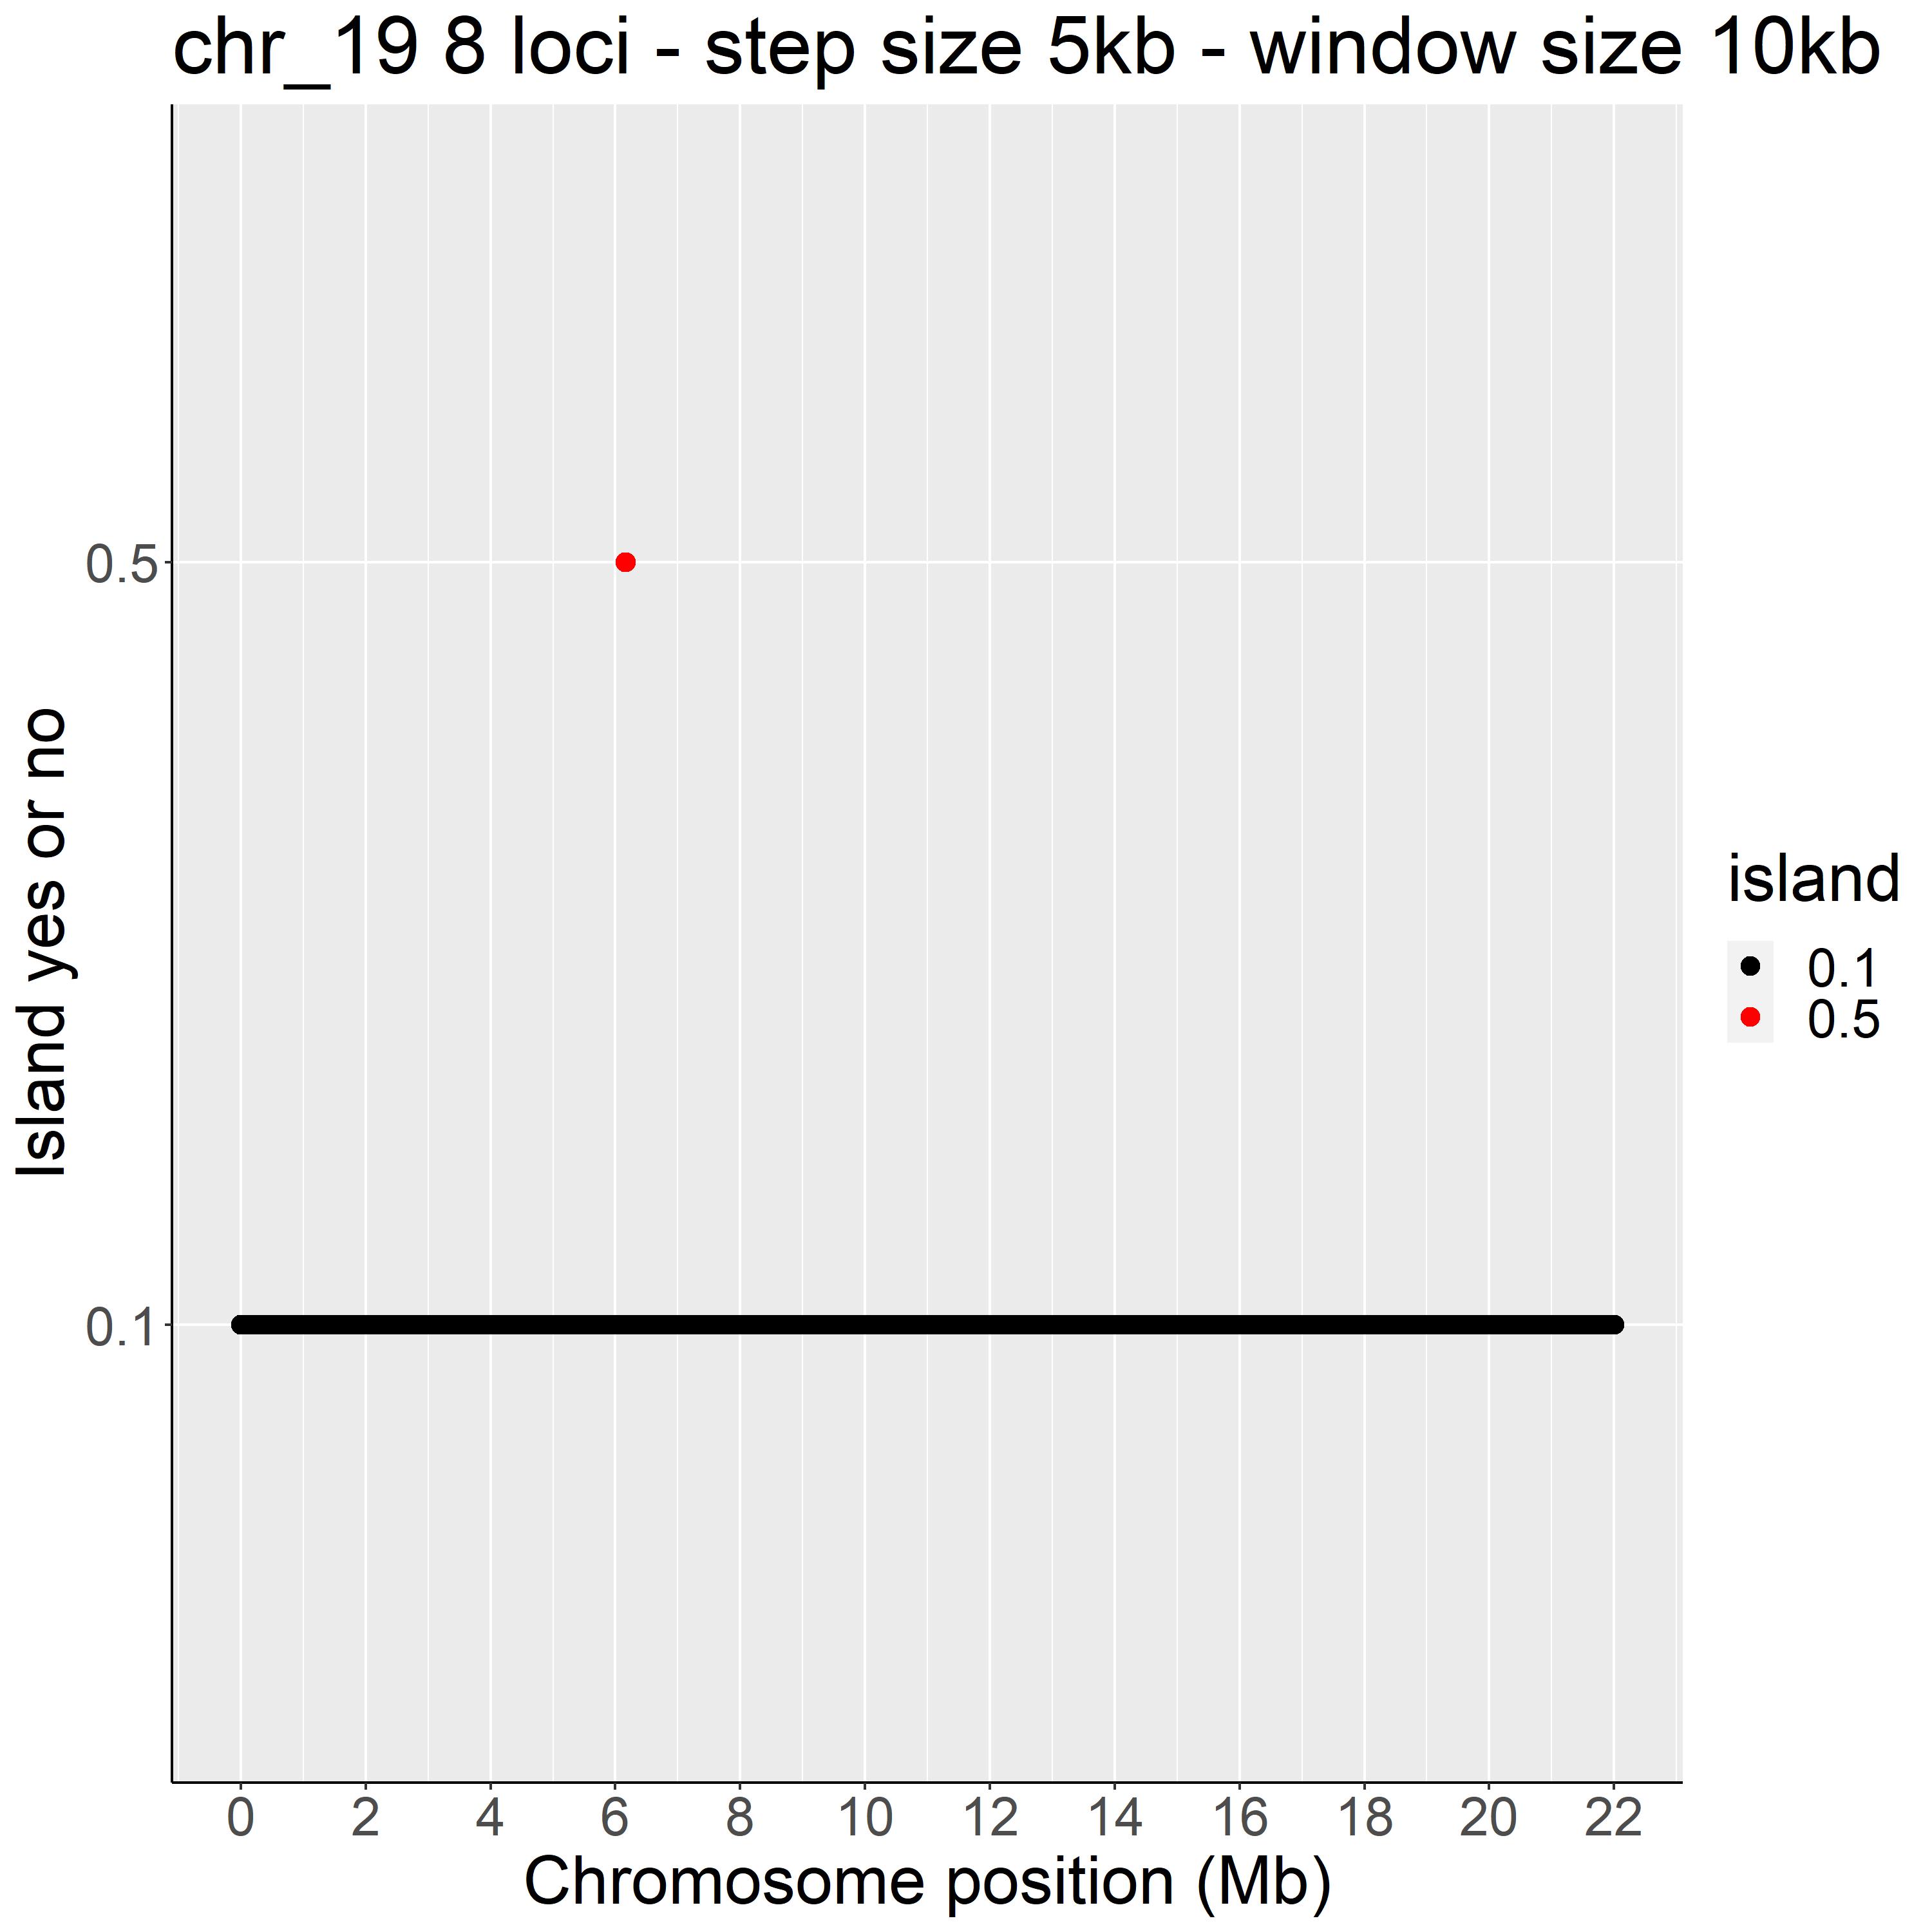 chr_19 8 loci - step size 5kb - window size 10kb
Island yes or no
0.5
0.1
0 2 4 6 8 10 12 14 16 18 20 22
Chromosome position (Mb)
island
0.1
0.5